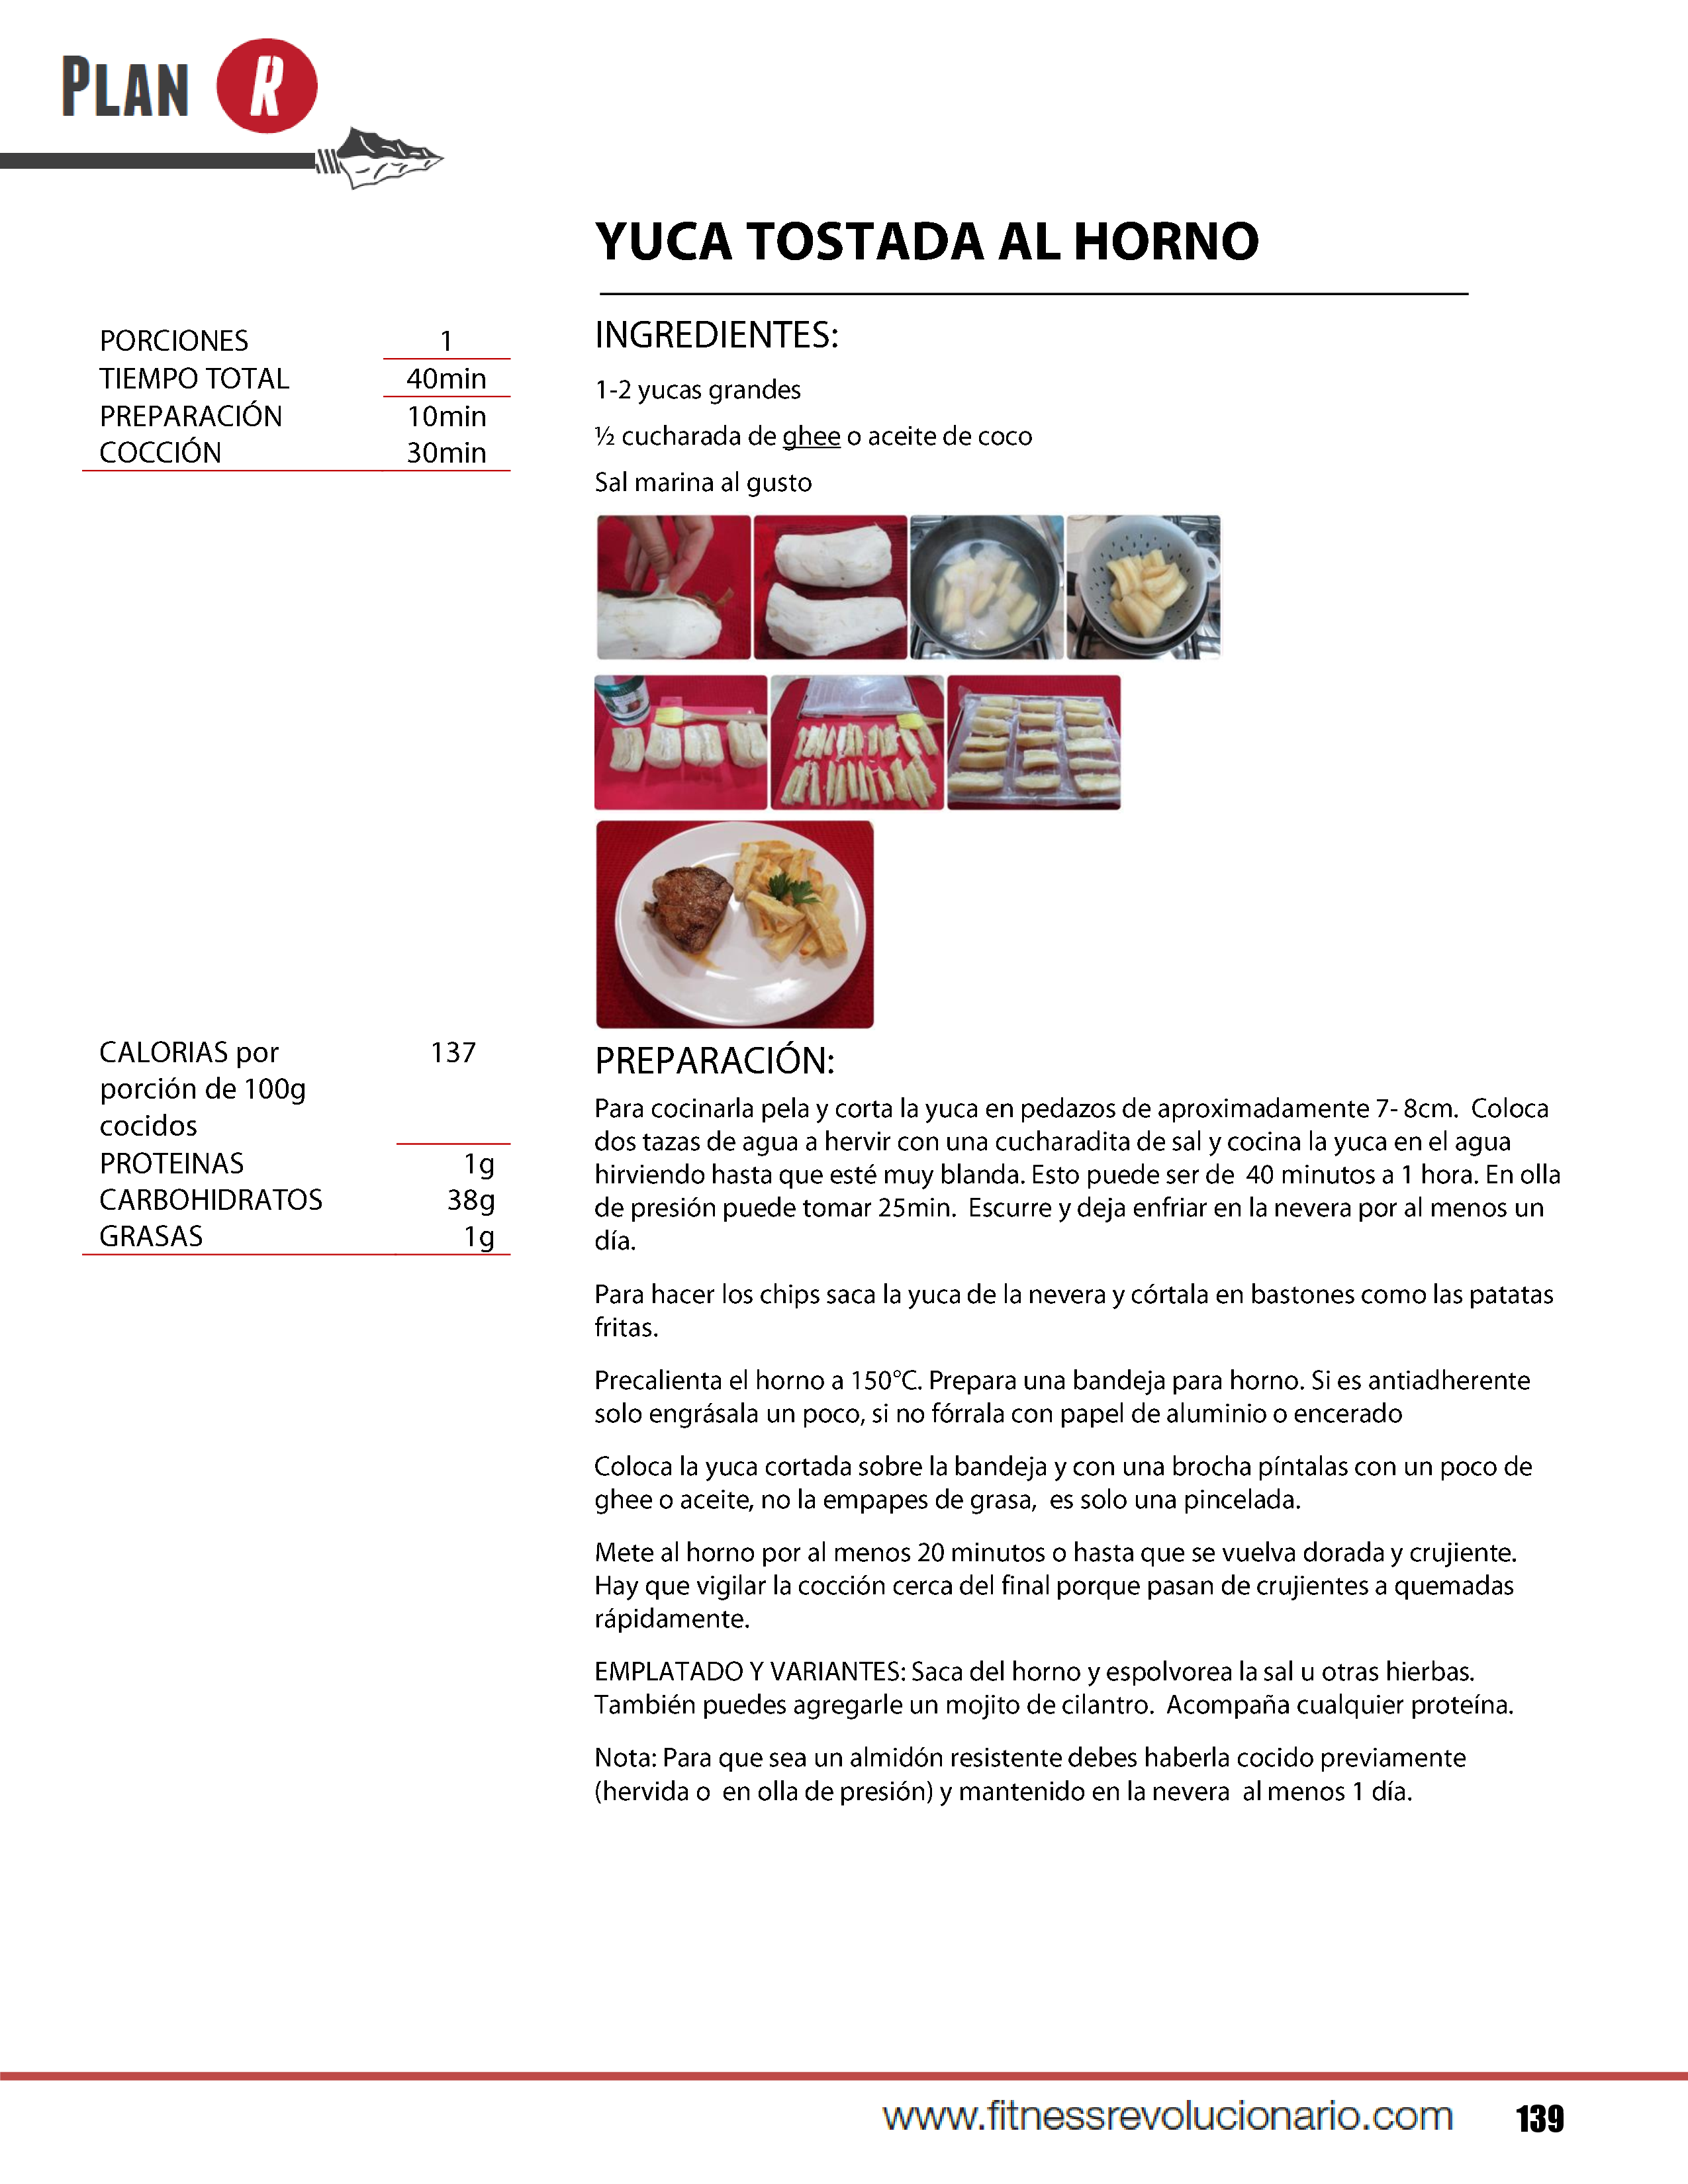 PLAN R
YUCA TOSTADA AL HORNO
PORCIONES 1
TIEMPO TOTAL 40min
PREPARACIÓN 10min
COCCIÓN 30min
INGREDIENTES:
1-2 yucas grandes
½ cucharada de ghee o aceite de coco
Sal marina al gusto
CALORIAS por 137
porción de 100g
cocidos
PROTEINAS 1g
CARBOHIDRATOS 38g
GRASAS 1g
PREPARACIÓN:
Para cocinarla pela y corta la yuca en pedazos de aproximadamente 7- 8cm.  Coloca
dos tazas de agua a hervir con una cucharadita de sal y cocina la yuca en el agua
hirviendo hasta que esté muy blanda. Esto puede ser de  40 minutos a 1 hora. En olla
de presión puede tomar 25min.  Escurre y deja enfriar en la nevera por al menos un
día.
Para hacer los chips saca la yuca de la nevera y córtala en bastones como las patatas
fritas.
Precalienta el horno a 150°C. Prepara una bandeja para horno. Si es antiadherente
solo engrásala un poco, si no fórrala con papel de aluminio o encerado
Coloca la yuca cortada sobre la bandeja y con una brocha píntalas con un poco de
ghee o aceite, no la empapes de grasa,  es solo una pincelada.
Mete al horno por al menos 20 minutos o hasta que se vuelva dorada y crujiente.
Hay que vigilar la cocción cerca del final porque pasan de crujientes a quemadas
rápidamente.
EMPLATADO Y VARIANTES: Saca del horno y espolvorea la sal u otras hierbas.
También puedes agregarle un mojito de cilantro.  Acompaña cualquier proteína.
Nota: Para que sea un almidón resistente debes haberla cocido previamente
(hervida o  en olla de presión) y mantenido en la nevera  al menos 1 día.
www.fitnessrevolucionario.com 139